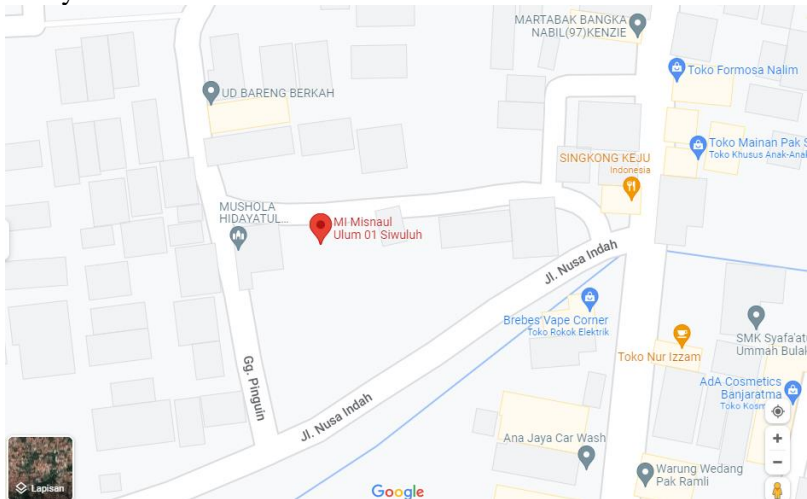 MARTABAK BANGKA
NABIL(97)KENZIE
Toko Formosa Nalim
UD BARENG BERKAH
Toko Mainan Pak S
Toko Khusus Anak-Anak
SINGKONG KEJU
Indonesia
MUSHOLA
HIDAYATUL...
MI Misnaul
Ulum 01 Siwuluh
Jl. Nusa Indah
Brebes Vape Corner
Toko Rokok Elektrik
SMK Syafa'at
Ummah Bulak
Toko Nur Izzam
Gg. Pinguin
AdA Cosmetics
Banjaratma
Toko Kosm
Jl. Nusa Indah
Ana Jaya Car Wash
Warung Wedang
Pak Ramli
Lapisan
Google